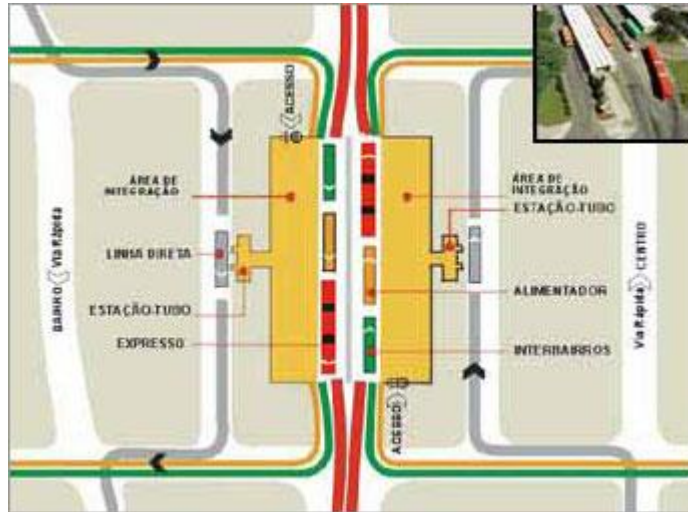 ACESSO
ÁREA DE
INTEGRAÇÃO
ÁREA DE
INTEGRAÇÃO
ESTAÇÃO-TUBO
BAIRRO Via Rápida
LINHA DIRETA
Via Rápida CENTRO
ALIMENTADOR
ESTAÇÃO-TUBO
EXPRESSO
INTERBAIRROS
ACESSO